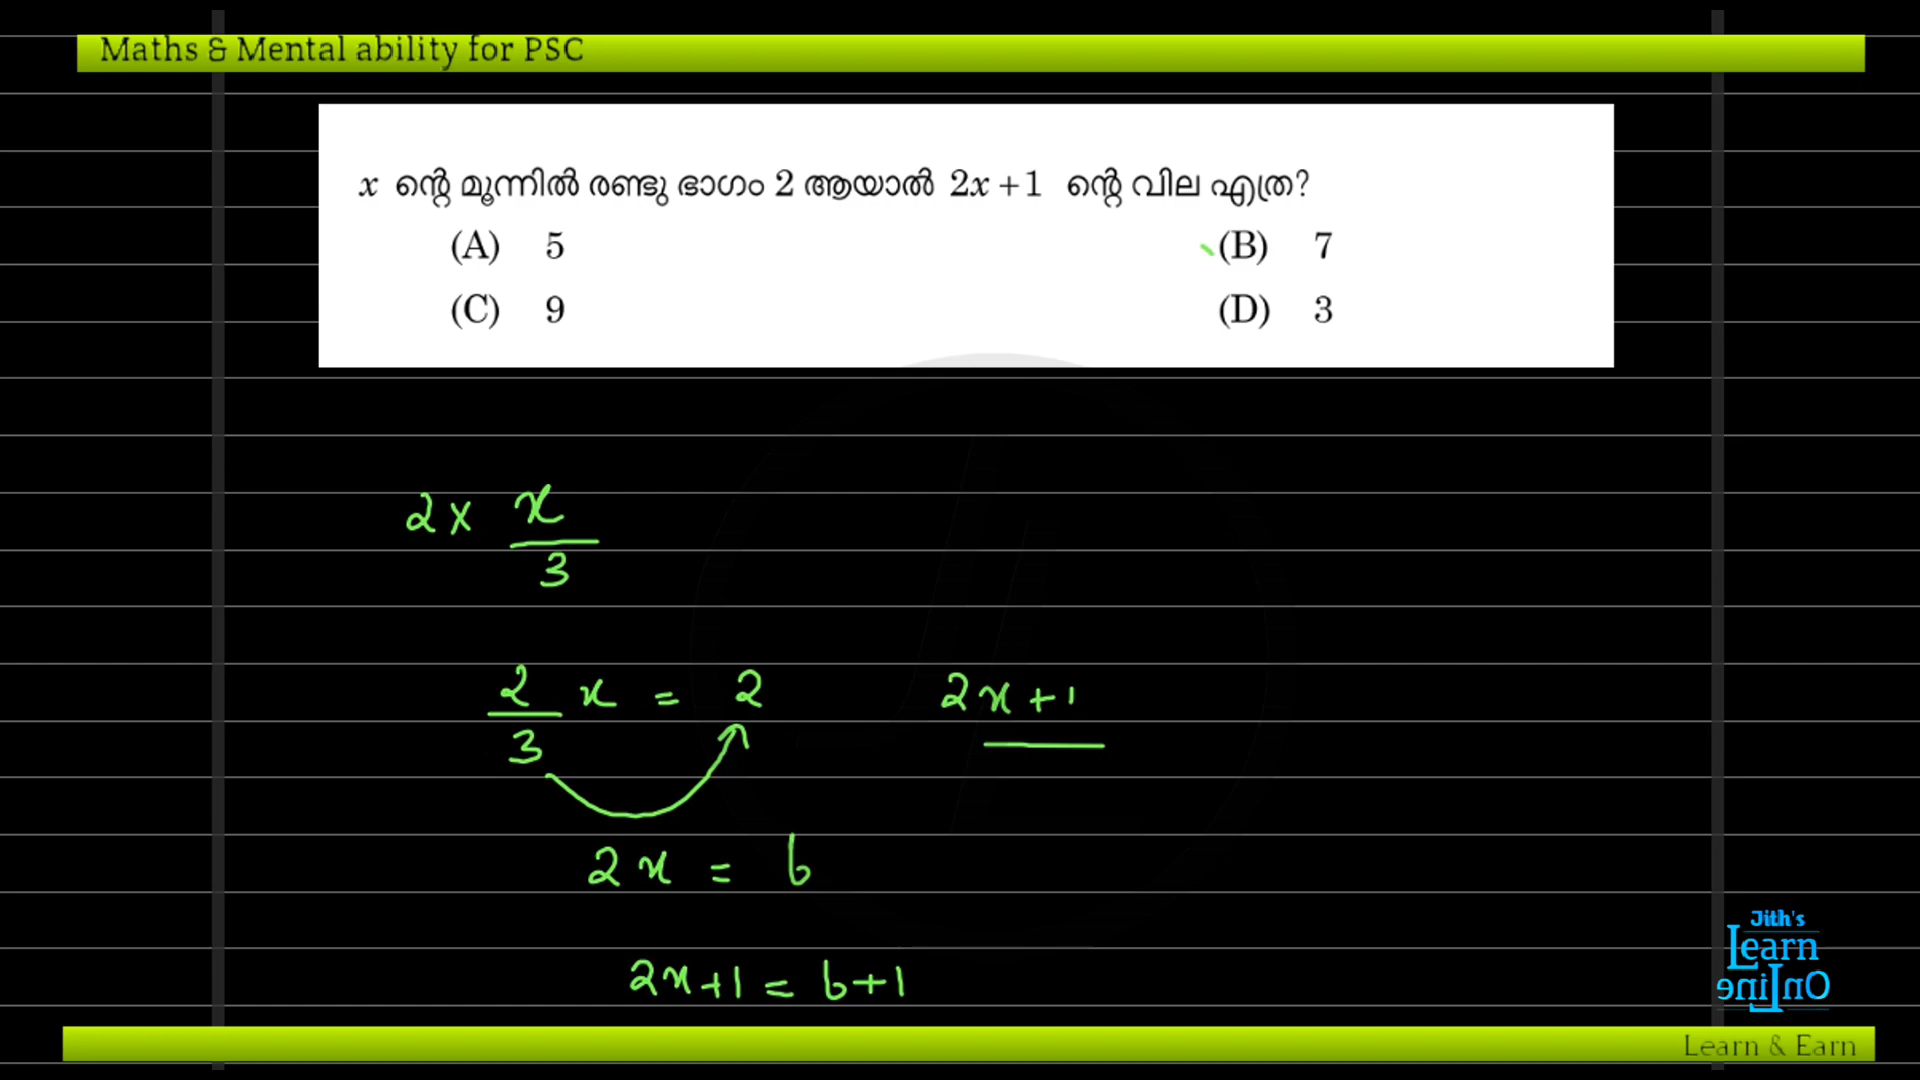 Maths & Mental ability for PSC
x ന്റെ മൂന്നിൽ രണ്ടു ഭാഗം 2 ആയാൽ 2x+1 ന്റെ വില എത്ര?
(A) 5 (B) 7
(C) 9 (D) 3
2 × x/3
2/3 x = 2 2x+1
2x = 6
2x+1 = 6+1
Jith's
Learn
OnLine
Learn & Earn